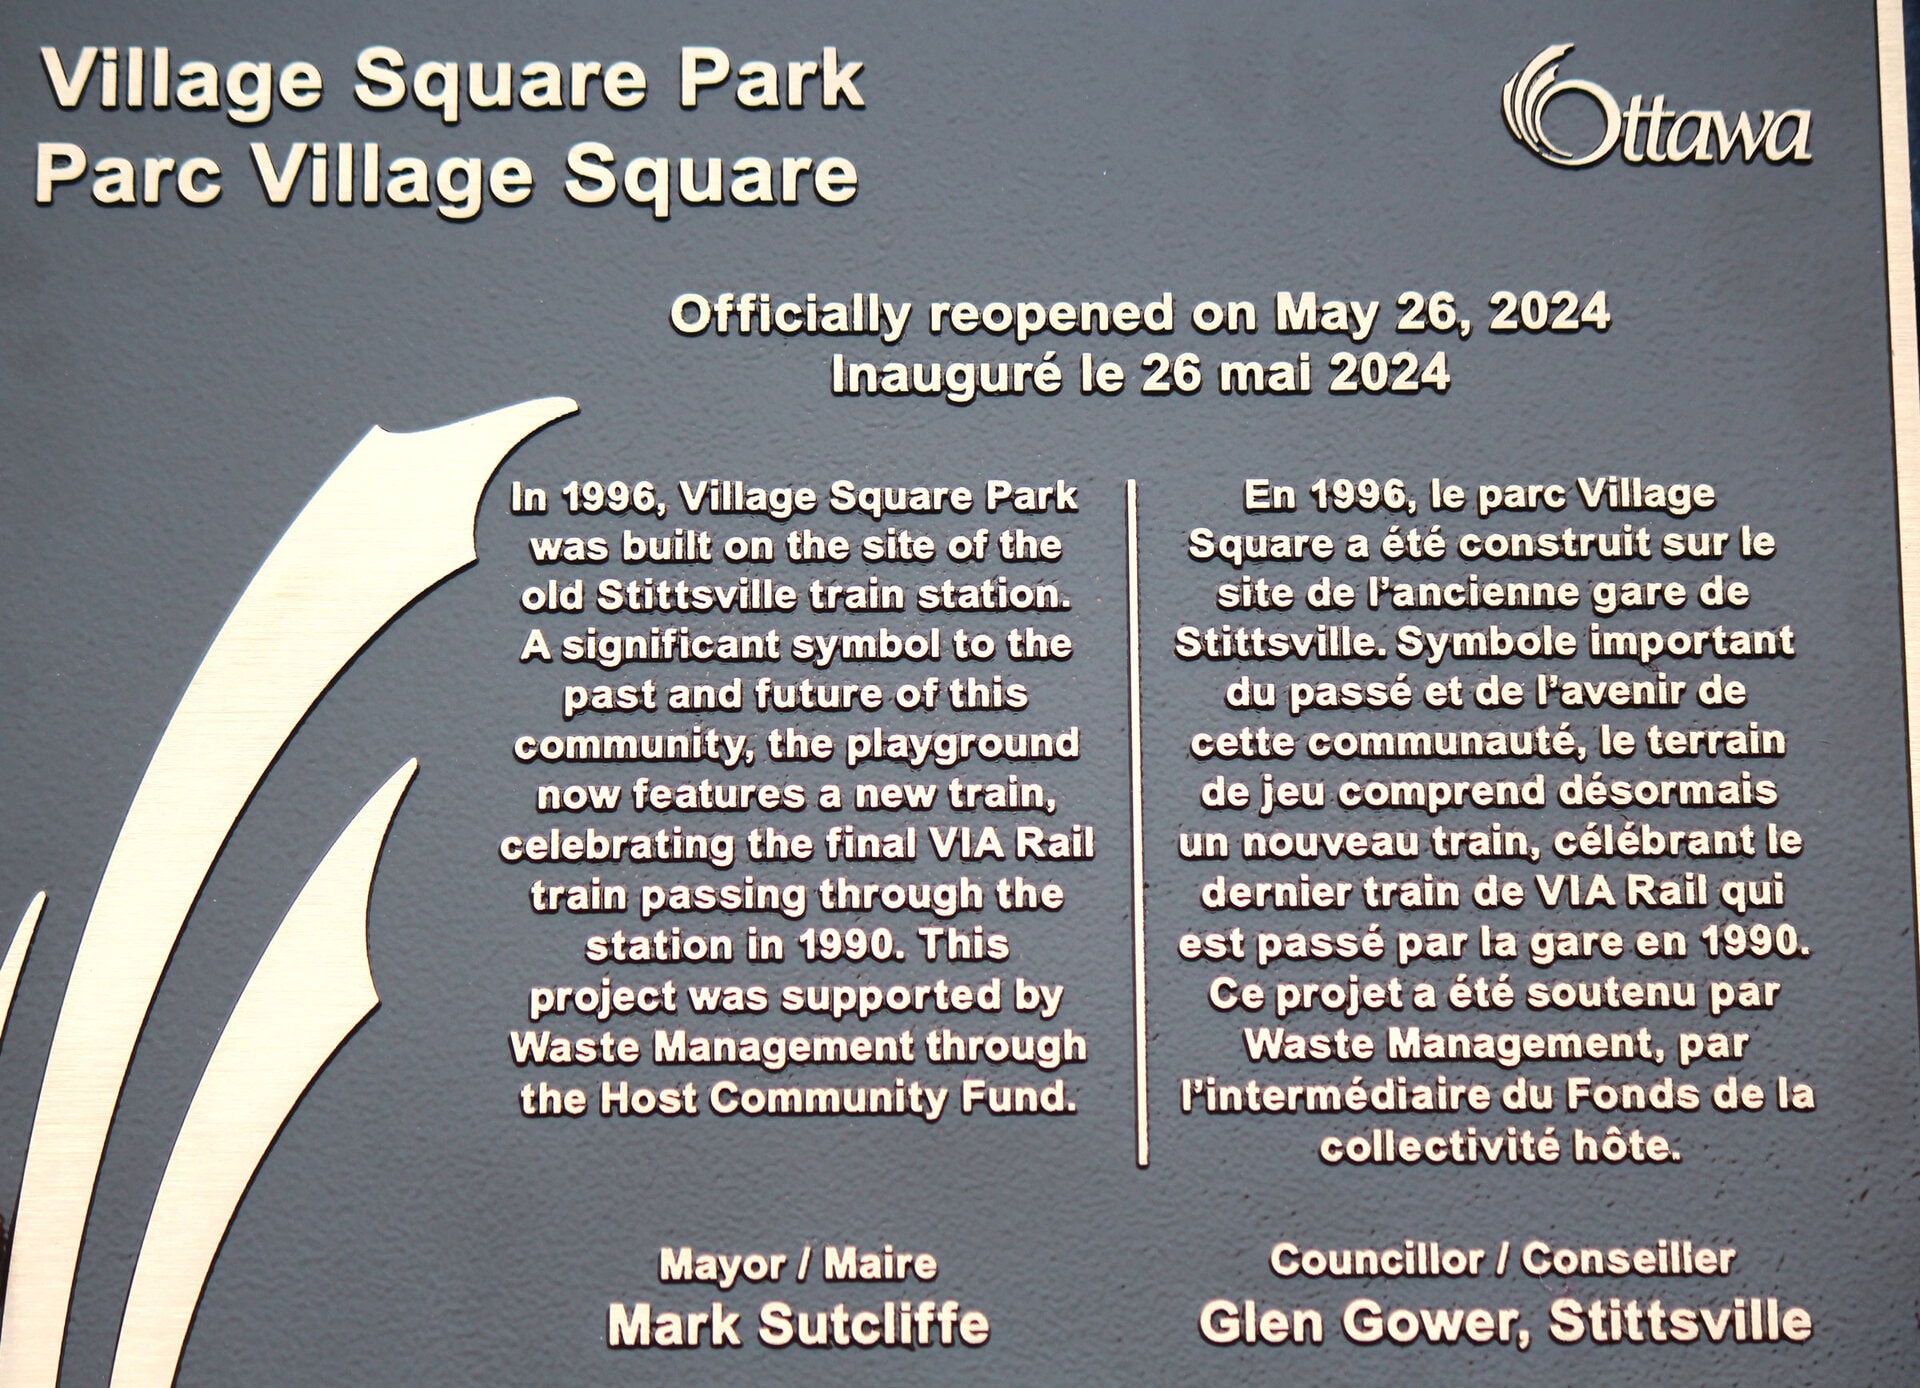 Village Square Park
Parc Village Square
Ottawa
Officially reopened on May 26, 2024
Inauguré le 26 mai 2024
In 1996, Village Square Park
was built on the site of the
old Stittsville train station.
A significant symbol to the
past and future of this
community, the playground
now features a new train,
celebrating the final VIA Rail
train passing through the
station in 1990. This
project was supported by
Waste Management through
the Host Community Fund.
En 1996, le parc Village
Square a été construit sur le
site de l'ancienne gare de
Stittsville. Symbole important
du passé et de l'avenir de
cette communauté, le terrain
de jeu comprend désormais
un nouveau train, célébrant le
dernier train de VIA Rail qui
est passé par la gare en 1990.
Ce projet a été soutenu par
Waste Management, par
l'intermédiaire du Fonds de la
collectivité hôte.
Mayor / Maire
Mark Sutcliffe
Councillor / Conseiller
Glen Gower, Stittsville